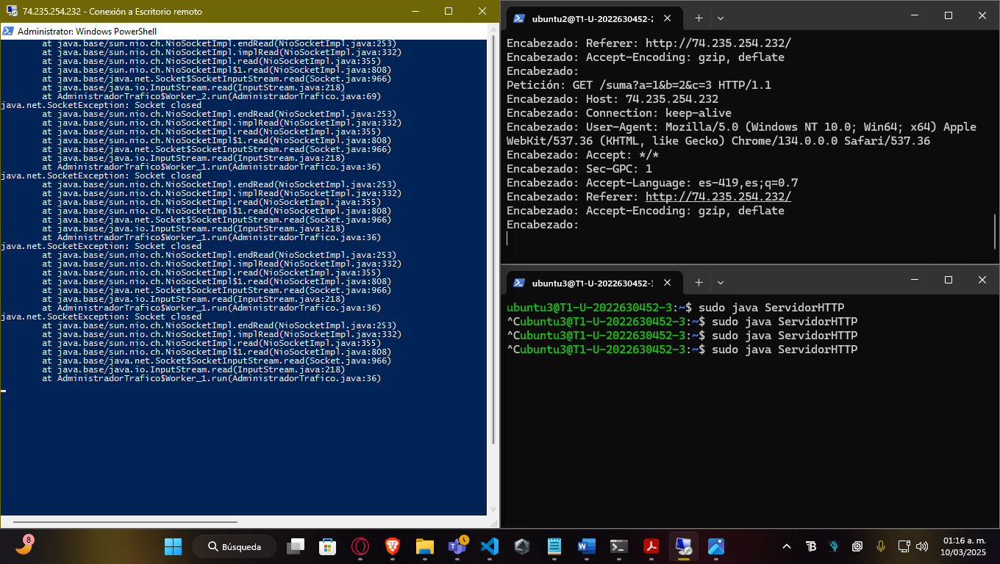 74.235.254.232 - Conexión a Escritorio remoto
Administrator: Windows PowerShell
at java.base/sun.nio.ch.NioSocketImpl.endRead(NioSocketImpl.java:253)
at java.base/sun.nio.ch.NioSocketImpl.implRead(NioSocketImpl.java:332)
at java.base/sun.nio.ch.NioSocketImpl.read(NioSocketImpl.java:355)
at java.base/sun.nio.ch.NioSocketImpl$1.read(NioSocketImpl.java:808)
at java.base/java.net.Socket$SocketInputStream.read(Socket.java:966)
at java.base/java.io.InputStream.read(InputStream.java:218)
at AdministradorTrafico$Worker_2.run(AdministradorTrafico.java:69)
java.net.SocketException: Socket closed
at java.base/sun.nio.ch.NioSocketImpl.endRead(NioSocketImpl.java:253)
at java.base/sun.nio.ch.NioSocketImpl.implRead(NioSocketImpl.java:332)
at java.base/sun.nio.ch.NioSocketImpl.read(NioSocketImpl.java:355)
at java.base/sun.nio.ch.NioSocketImpl$1.read(NioSocketImpl.java:808)
at java.base/java.net.Socket$SocketInputStream.read(Socket.java:966)
at java.base/java.io.InputStream.read(InputStream.java:218)
at AdministradorTrafico$Worker_1.run(AdministradorTrafico.java:36)
java.net.SocketException: Socket closed
at java.base/sun.nio.ch.NioSocketImpl.endRead(NioSocketImpl.java:253)
at java.base/sun.nio.ch.NioSocketImpl.implRead(NioSocketImpl.java:332)
at java.base/sun.nio.ch.NioSocketImpl.read(NioSocketImpl.java:355)
at java.base/sun.nio.ch.NioSocketImpl$1.read(NioSocketImpl.java:808)
at java.base/java.net.Socket$SocketInputStream.read(Socket.java:966)
at java.base/java.io.InputStream.read(InputStream.java:218)
at AdministradorTrafico$Worker_1.run(AdministradorTrafico.java:36)
java.net.SocketException: Socket closed
at java.base/sun.nio.ch.NioSocketImpl.endRead(NioSocketImpl.java:253)
at java.base/sun.nio.ch.NioSocketImpl.implRead(NioSocketImpl.java:332)
at java.base/sun.nio.ch.NioSocketImpl.read(NioSocketImpl.java:355)
at java.base/sun.nio.ch.NioSocketImpl$1.read(NioSocketImpl.java:808)
at java.base/java.net.Socket$SocketInputStream.read(Socket.java:966)
at java.base/java.io.InputStream.read(InputStream.java:218)
at AdministradorTrafico$Worker_1.run(AdministradorTrafico.java:36)
java.net.SocketException: Socket closed
at java.base/sun.nio.ch.NioSocketImpl.endRead(NioSocketImpl.java:253)
at java.base/sun.nio.ch.NioSocketImpl.implRead(NioSocketImpl.java:332)
at java.base/sun.nio.ch.NioSocketImpl.read(NioSocketImpl.java:355)
at java.base/sun.nio.ch.NioSocketImpl$1.read(NioSocketImpl.java:808)
at java.base/java.net.Socket$SocketInputStream.read(Socket.java:966)
at java.base/java.io.InputStream.read(InputStream.java:218)
at AdministradorTrafico$Worker_1.run(AdministradorTrafico.java:36)
ubuntu2@T1-U-2022630452-2
Encabezado: Referer: http://74.235.254.232/
Encabezado: Accept-Encoding: gzip, deflate
Encabezado:
Petición: GET /suma?a=1&b=2&c=3 HTTP/1.1
Encabezado: Host: 74.235.254.232
Encabezado: Connection: keep-alive
Encabezado: User-Agent: Mozilla/5.0 (Windows NT 10.0; Win64; x64) Apple
WebKit/537.36 (KHTML, like Gecko) Chrome/134.0.0.0 Safari/537.36
Encabezado: Accept: */*
Encabezado: Sec-GPC: 1
Encabezado: Accept-Language: es-419,es;q=0.7
Encabezado: Referer: http://74.235.254.232/
Encabezado: Accept-Encoding: gzip, deflate
Encabezado:
ubuntu3@T1-U-2022630452-3
ubuntu3@T1-U-2022630452-3:~$ sudo java ServidorHTTP
^Cubuntu3@T1-U-2022630452-3:~$ sudo java ServidorHTTP
^Cubuntu3@T1-U-2022630452-3:~$ sudo java ServidorHTTP
^Cubuntu3@T1-U-2022630452-3:~$ sudo java ServidorHTTP
8
Búsqueda
01:16 a. m.
10/03/2025